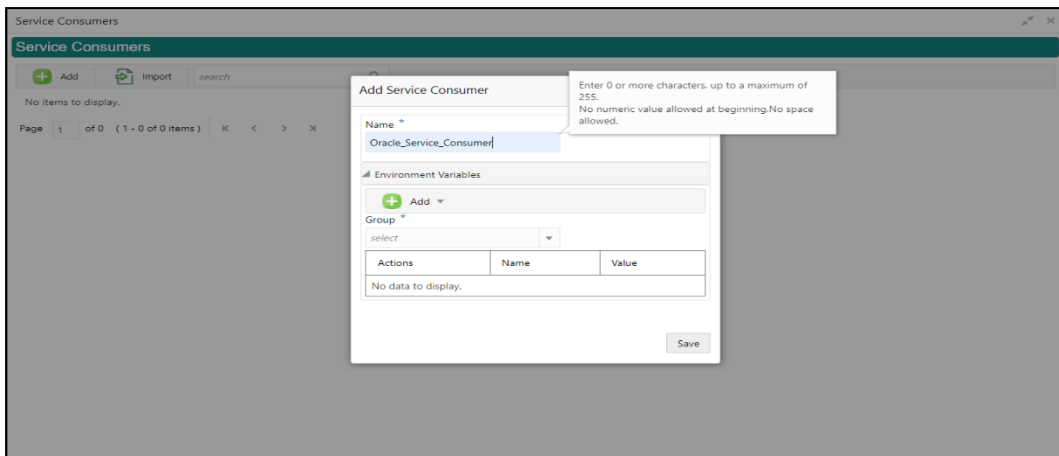 Service Consumers
Service Consumers
Add Import search
No items to display.
Page 1 of 0 (1 - 0 of 0 items) K < > >|
Add Service Consumer
Enter 0 or more characters, up to a maximum of
255.
No numeric value allowed at beginning.No space
allowed.
Name *
Oracle_Service_Consumer
Environment Variables
Add
Group *
select
Actions Name Value
No data to display.
Save